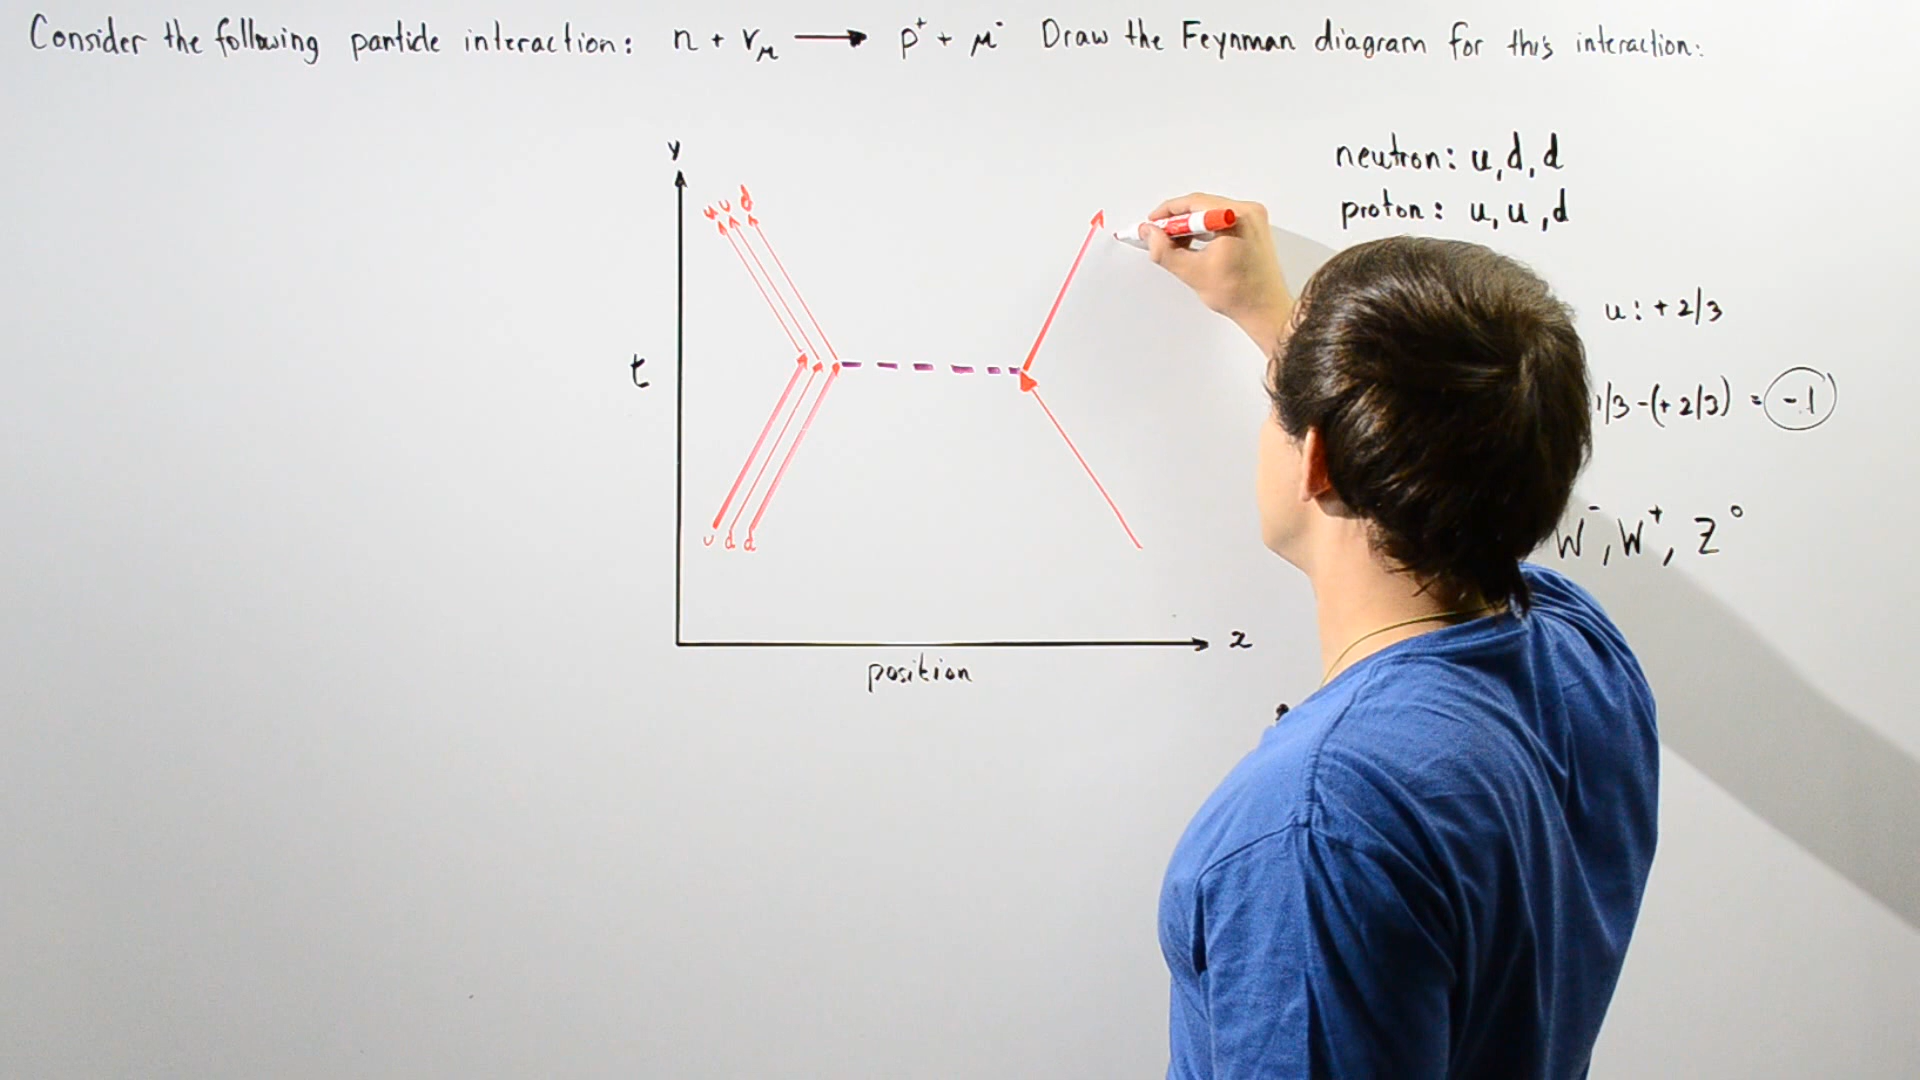 Consider the following particle interaction: n + νμ ⟶ p⁺ + μ⁻ Draw the Feynman diagram for this interaction:
y
u u d
t
u d d
x
position
neutron: u, d, d
proton: u, u, d
u: + 2/3
1/3 - (+ 2/3) = -1
W⁻, W⁺, Z⁰